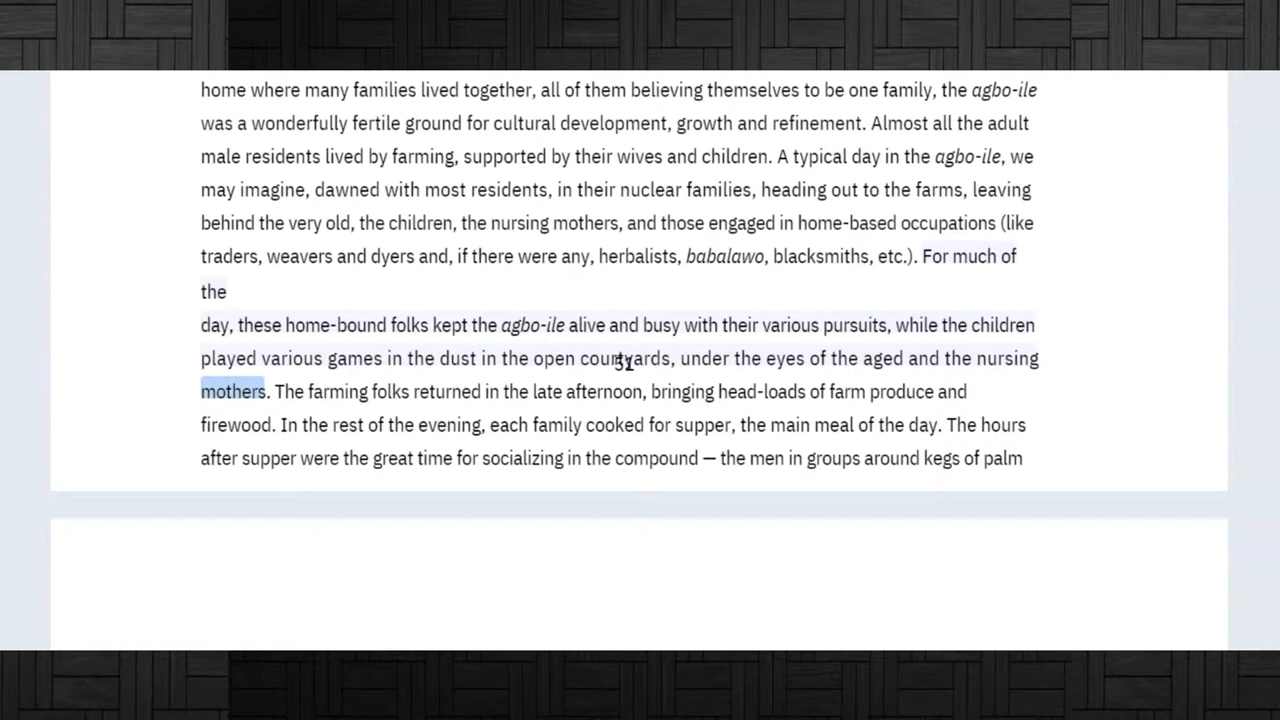 home where many families lived together, all of them believing themselves to be one family, the agbo-ile
was a wonderfully fertile ground for cultural development, growth and refinement. Almost all the adult
male residents lived by farming, supported by their wives and children. A typical day in the agbo-ile, we
may imagine, dawned with most residents, in their nuclear families, heading out to the farms, leaving
behind the very old, the children, the nursing mothers, and those engaged in home-based occupations (like
traders, weavers and dyers and, if there were any, herbalists, babalawo, blacksmiths, etc.). For much of
the
day, these home-bound folks kept the agbo-ile alive and busy with their various pursuits, while the children
played various games in the dust in the open courtyards, under the eyes of the aged and the nursing
mothers. The farming folks returned in the late afternoon, bringing head-loads of farm produce and
firewood. In the rest of the evening, each family cooked for supper, the main meal of the day. The hours
after supper were the great time for socializing in the compound — the men in groups around kegs of palm